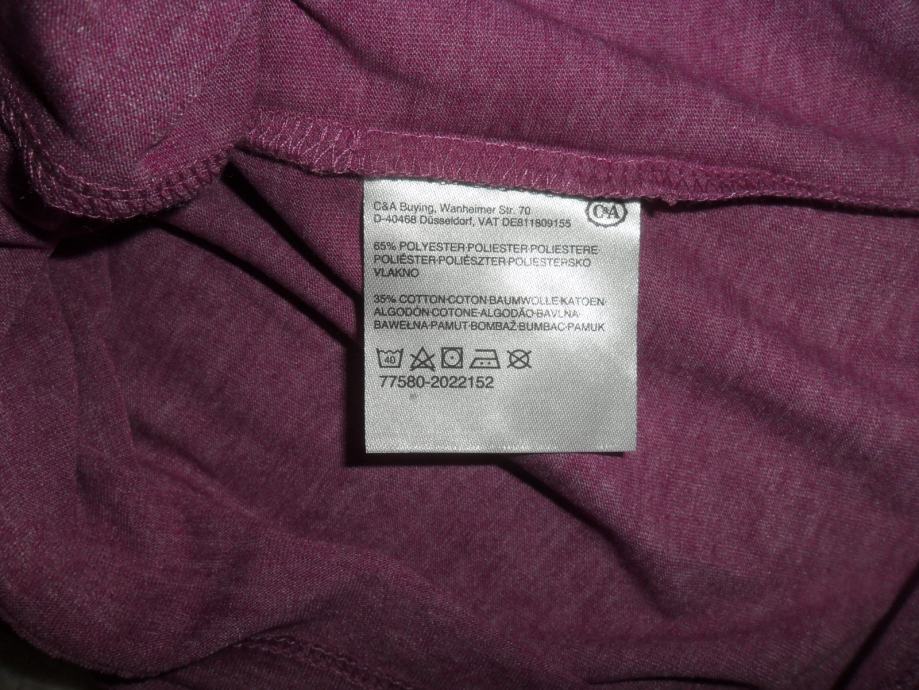 C&A Buying, Wanheimer Str. 70
D-40468 Düsseldorf, VAT DE811809155
C&A
65% POLYESTER·POLIESTER·POLIESTERE
POLIÉSTER·POLIÉSZTER·POLIESTERSKO
VLAKNO
35% COTTON·COTON·BAUMWOLLE·KATOEN
ALGODÓN·COTONE·ALGODÃO·BAVLNA
BAWEŁNA·PAMUT·BOMBAŽ·BUMBAC·PAMUK
40
77580-2022152